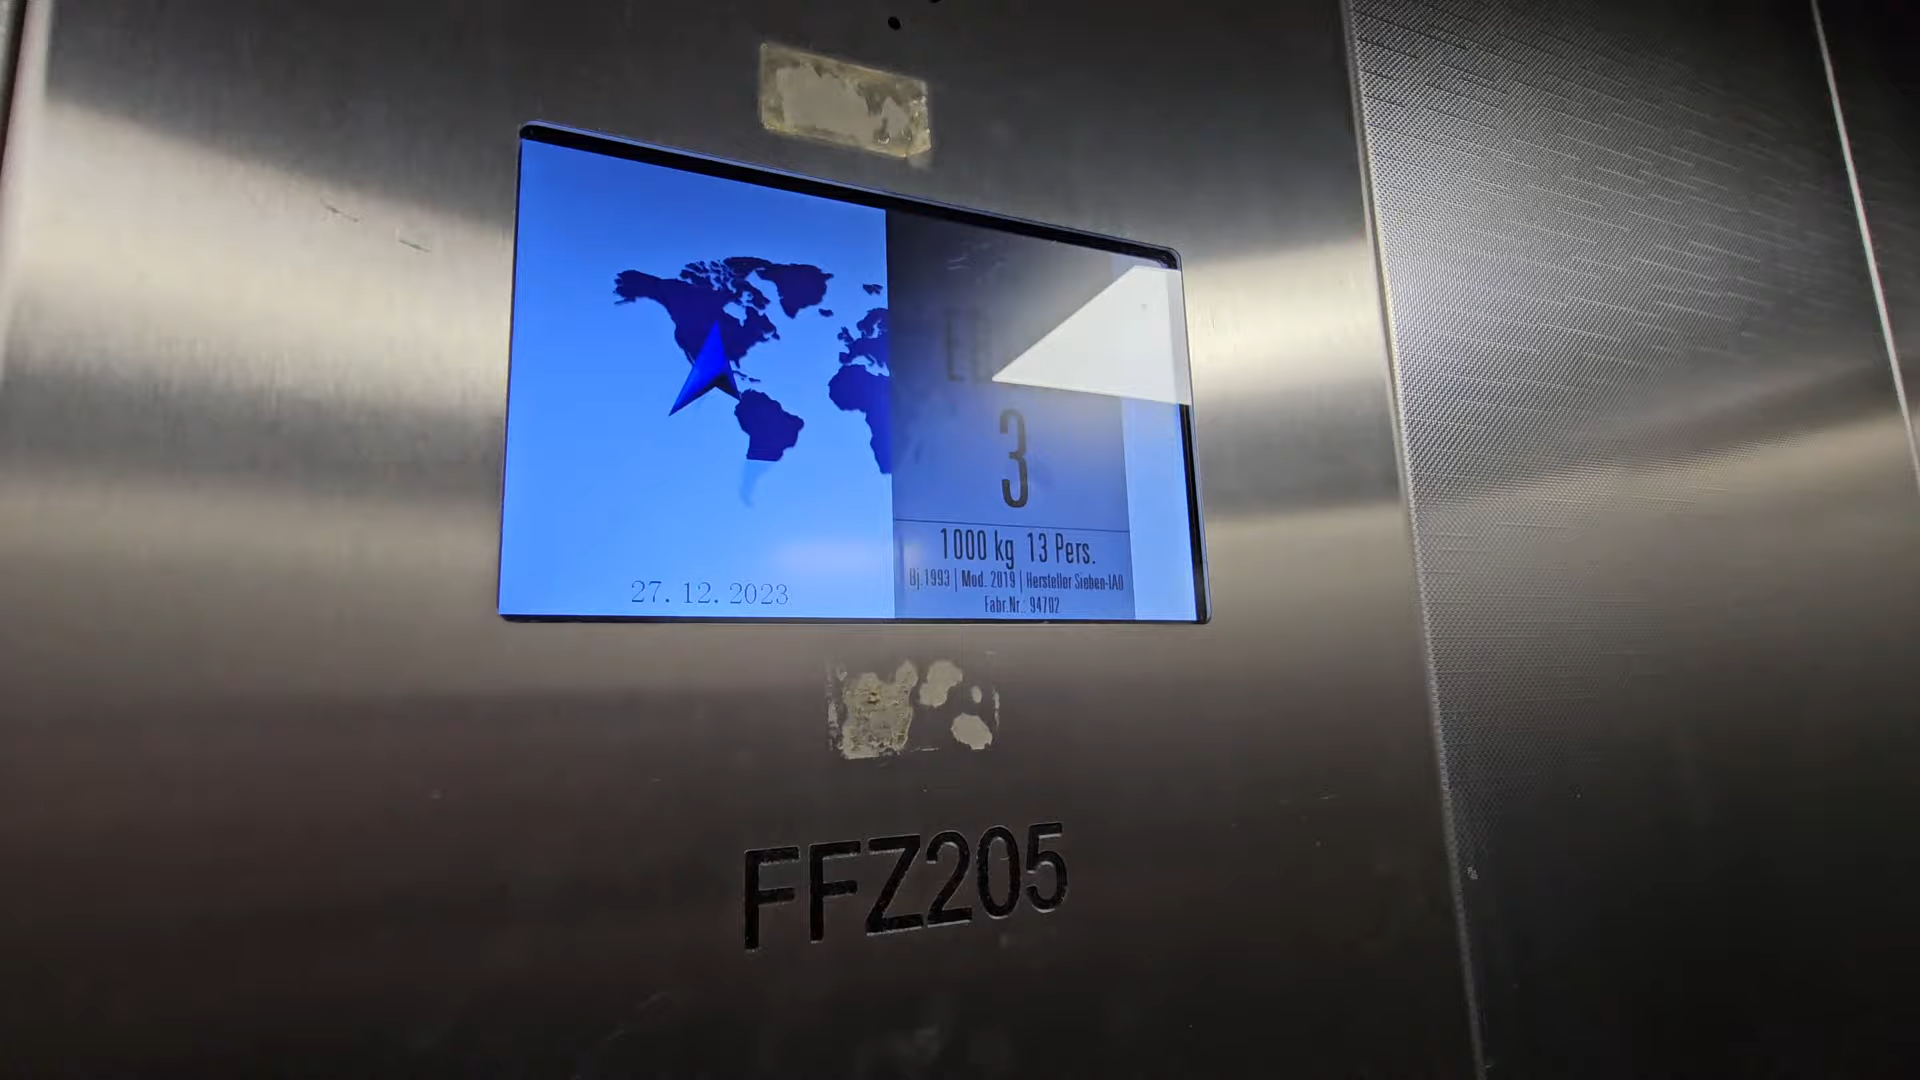 3
1000 kg 13 Pers.
Bj.1993 | Mod. 2019 | Hersteller Sieben-IAO
Fabr.Nr.: 94702
27. 12. 2023
FFZ205